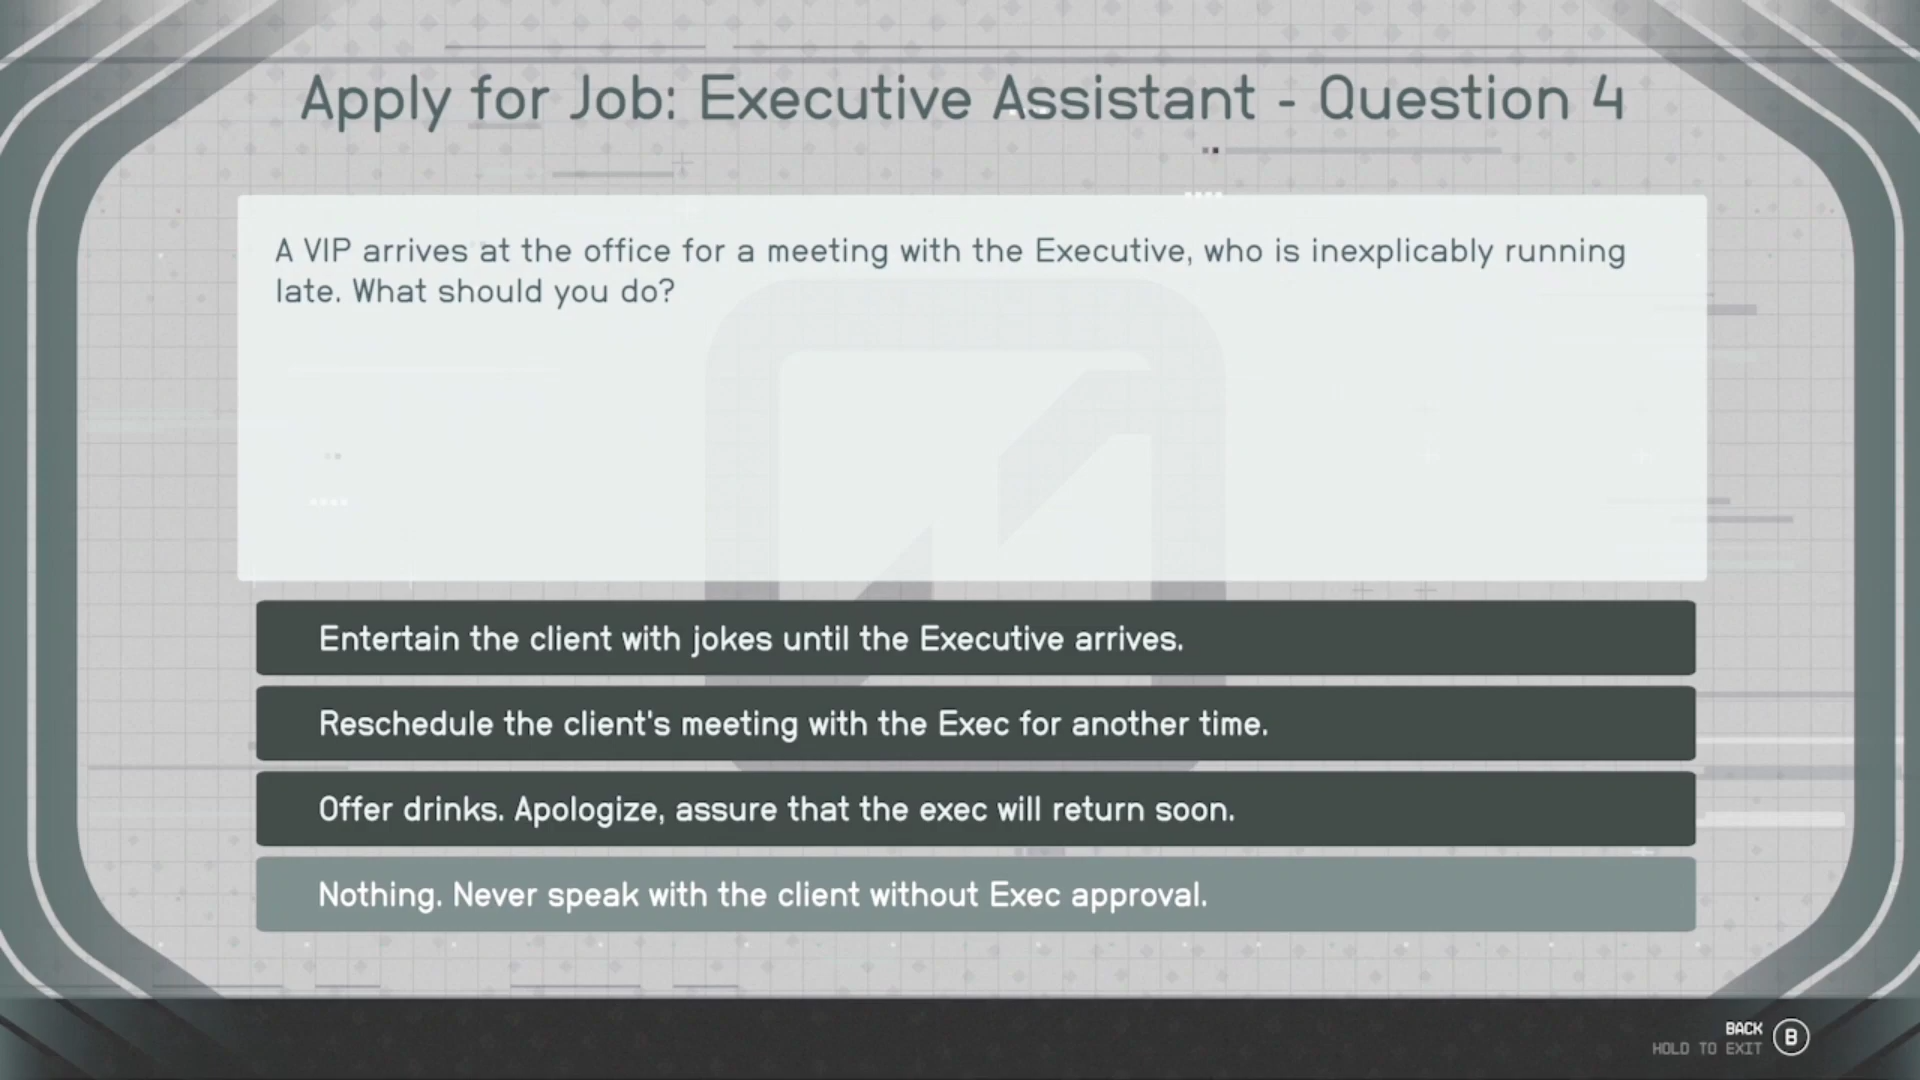 Apply for Job: Executive Assistant - Question 4
A VIP arrives at the office for a meeting with the Executive, who is inexplicably running
late. What should you do?
Entertain the client with jokes until the Executive arrives.
Reschedule the client's meeting with the Exec for another time.
Offer drinks. Apologize, assure that the exec will return soon.
Nothing. Never speak with the client without Exec approval.
BACK
HOLD TO EXIT
B